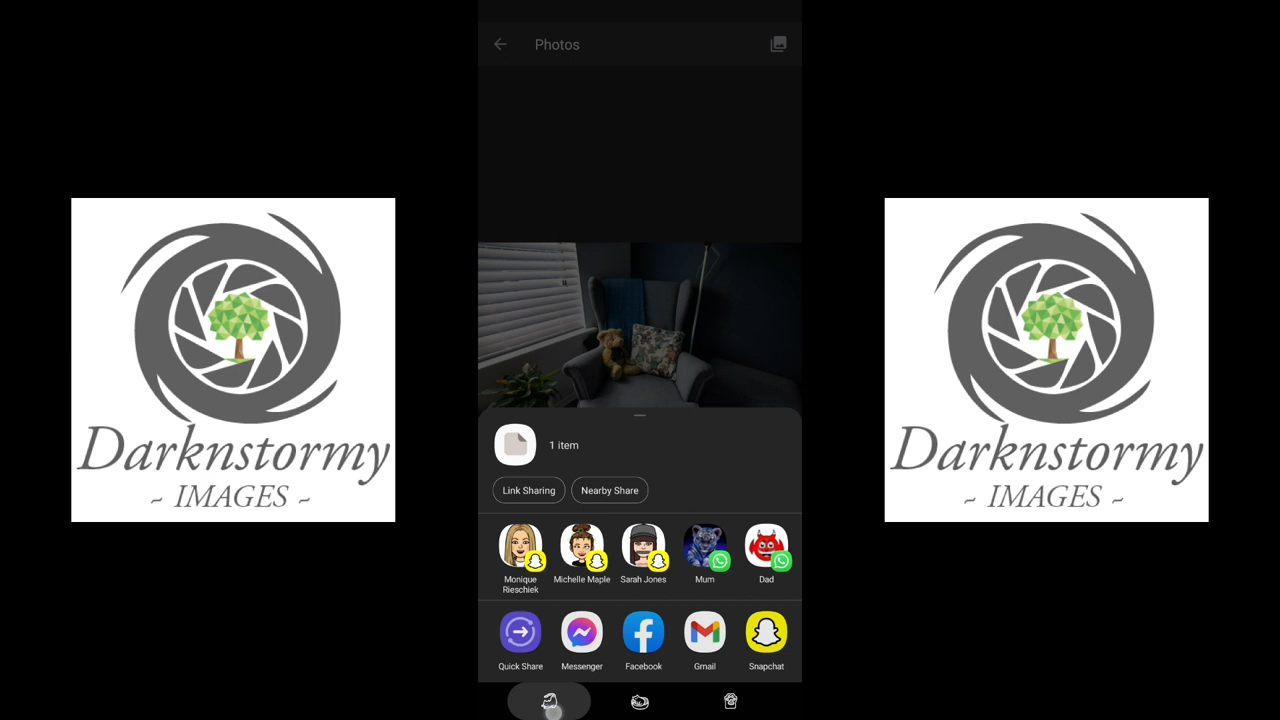 Photos
Darknstormy
~ IMAGES ~
1 item
Link Sharing
Nearby Share
Monique Rieschiek
Michelle Maple
Sarah Jones
Mum
Dad
Quick Share
Messenger
Facebook
Gmail
Snapchat
Darknstormy
~ IMAGES ~